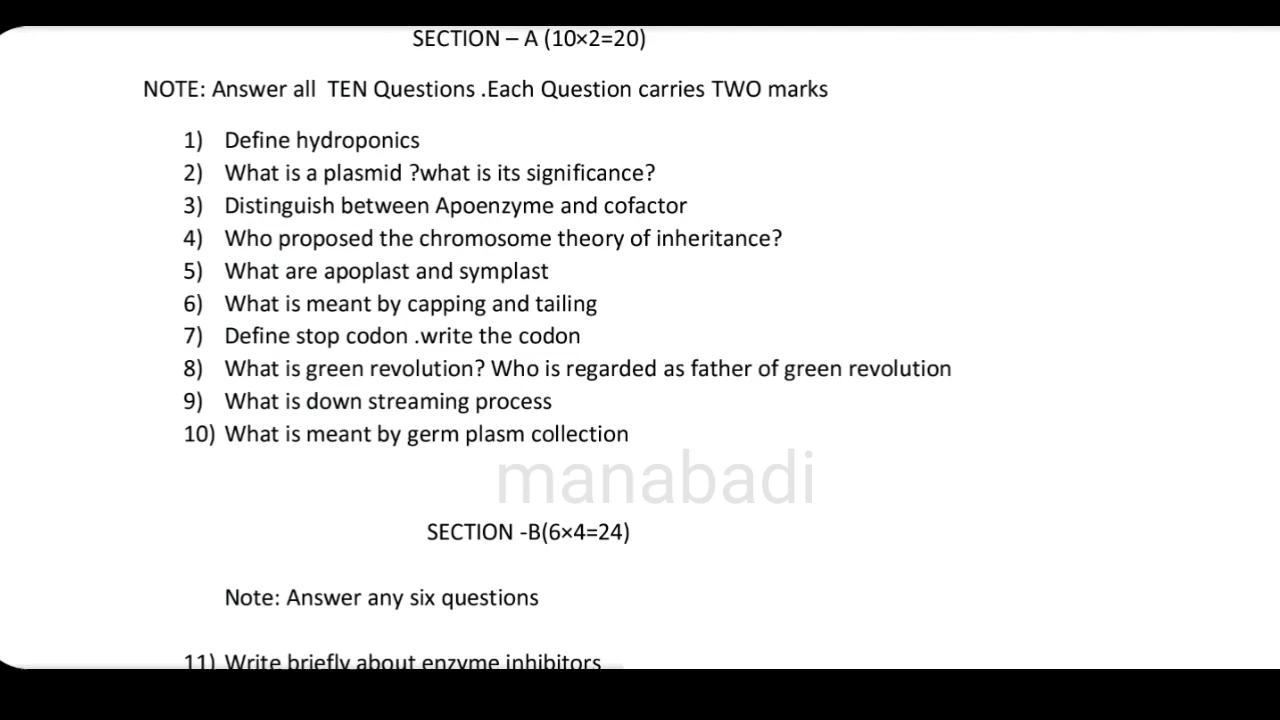 SECTION – A (10×2=20)
NOTE: Answer all TEN Questions .Each Question carries TWO marks
1) Define hydroponics
2) What is a plasmid ?what is its significance?
3) Distinguish between Apoenzyme and cofactor
4) Who proposed the chromosome theory of inheritance?
5) What are apoplast and symplast
6) What is meant by capping and tailing
7) Define stop codon .write the codon
8) What is green revolution? Who is regarded as father of green revolution
9) What is down streaming process
10) What is meant by germ plasm collection
manabadi
SECTION -B(6×4=24)
Note: Answer any six questions
11) Write briefly about enzyme inhibitors